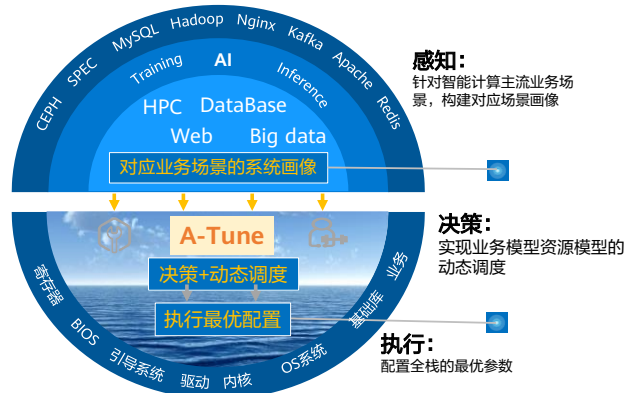 CEPH
SPEC
MySQL
Hadoop
Nginx
Kafka
Apache
Redis
Training
AI
Inference
HPC
DataBase
Web
Big data
对应业务场景的系统画像
感知：
针对智能计算主流业务场
景，构建对应场景画像
A-Tune
决策+动态调度
执行最优配置
决策：
实现业务模型资源模型的
动态调度
寄存器
BIOS
引导系统
驱动
内核
OS系统
基础库
业务
执行：
配置全栈的最优参数